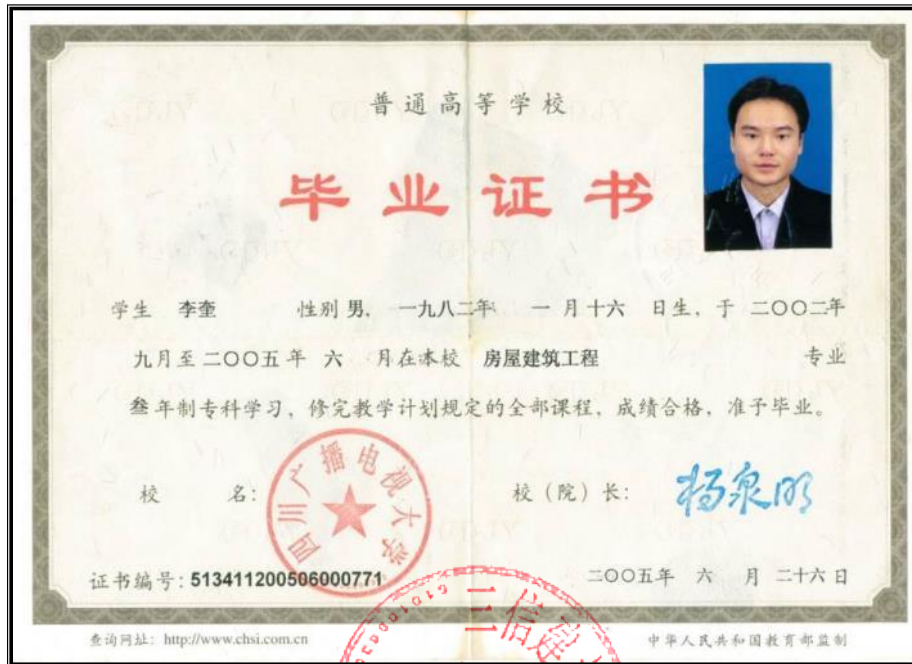 普通高等学校
毕业证书
学生 李奎 性别 男, 一九八二年 一 月 十六 日生, 于 二〇〇二年
九月至 二〇〇五 年 六 月在本校 房屋建筑工程 专业
叁 年制专科学习, 修完教学计划规定的全部课程, 成绩合格, 准予毕业。
校 名:
四川广播电视大学
校（院）长: 杨泉明
证书编号: 513411200506000771
二〇〇五年 六 月 二十六 日
三信建
查询网址: http://www.chsi.com.cn
中华人民共和国教育部监制